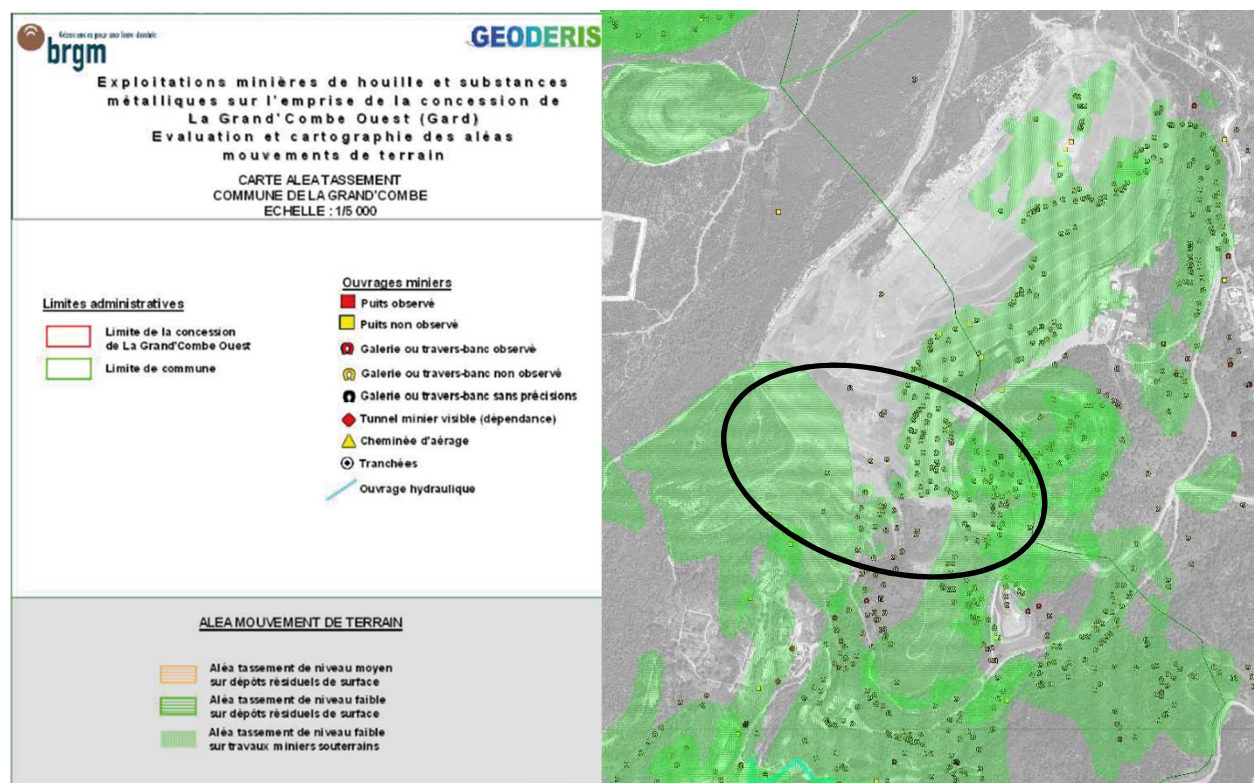 Géosciences pour une Terre durable
brgm
GEODERIS
Exploitations minières de houille et substances
métalliques sur l'emprise de la concession de
La Grand'Combe Ouest (Gard)
Evaluation et cartographie des aléas
mouvements de terrain
CARTE ALEA TASSEMENT
COMMUNE DE LA GRAND'COMBE
ECHELLE : 1/5 000
Limites administratives
Limite de la concession
de La Grand'Combe Ouest
Limite de commune
Ouvrages miniers
Puits observé
Puits non observé
Galerie ou travers-banc observé
Galerie ou travers-banc non observé
Galerie ou travers-banc sans précisions
Tunnel minier visible (dépendance)
Cheminée d'aérage
Tranchées
Ouvrage hydraulique
ALEA MOUVEMENT DE TERRAIN
Aléa tassement de niveau moyen
sur dépôts résiduels de surface
Aléa tassement de niveau faible
sur dépôts résiduels de surface
Aléa tassement de niveau faible
sur travaux miniers souterrains